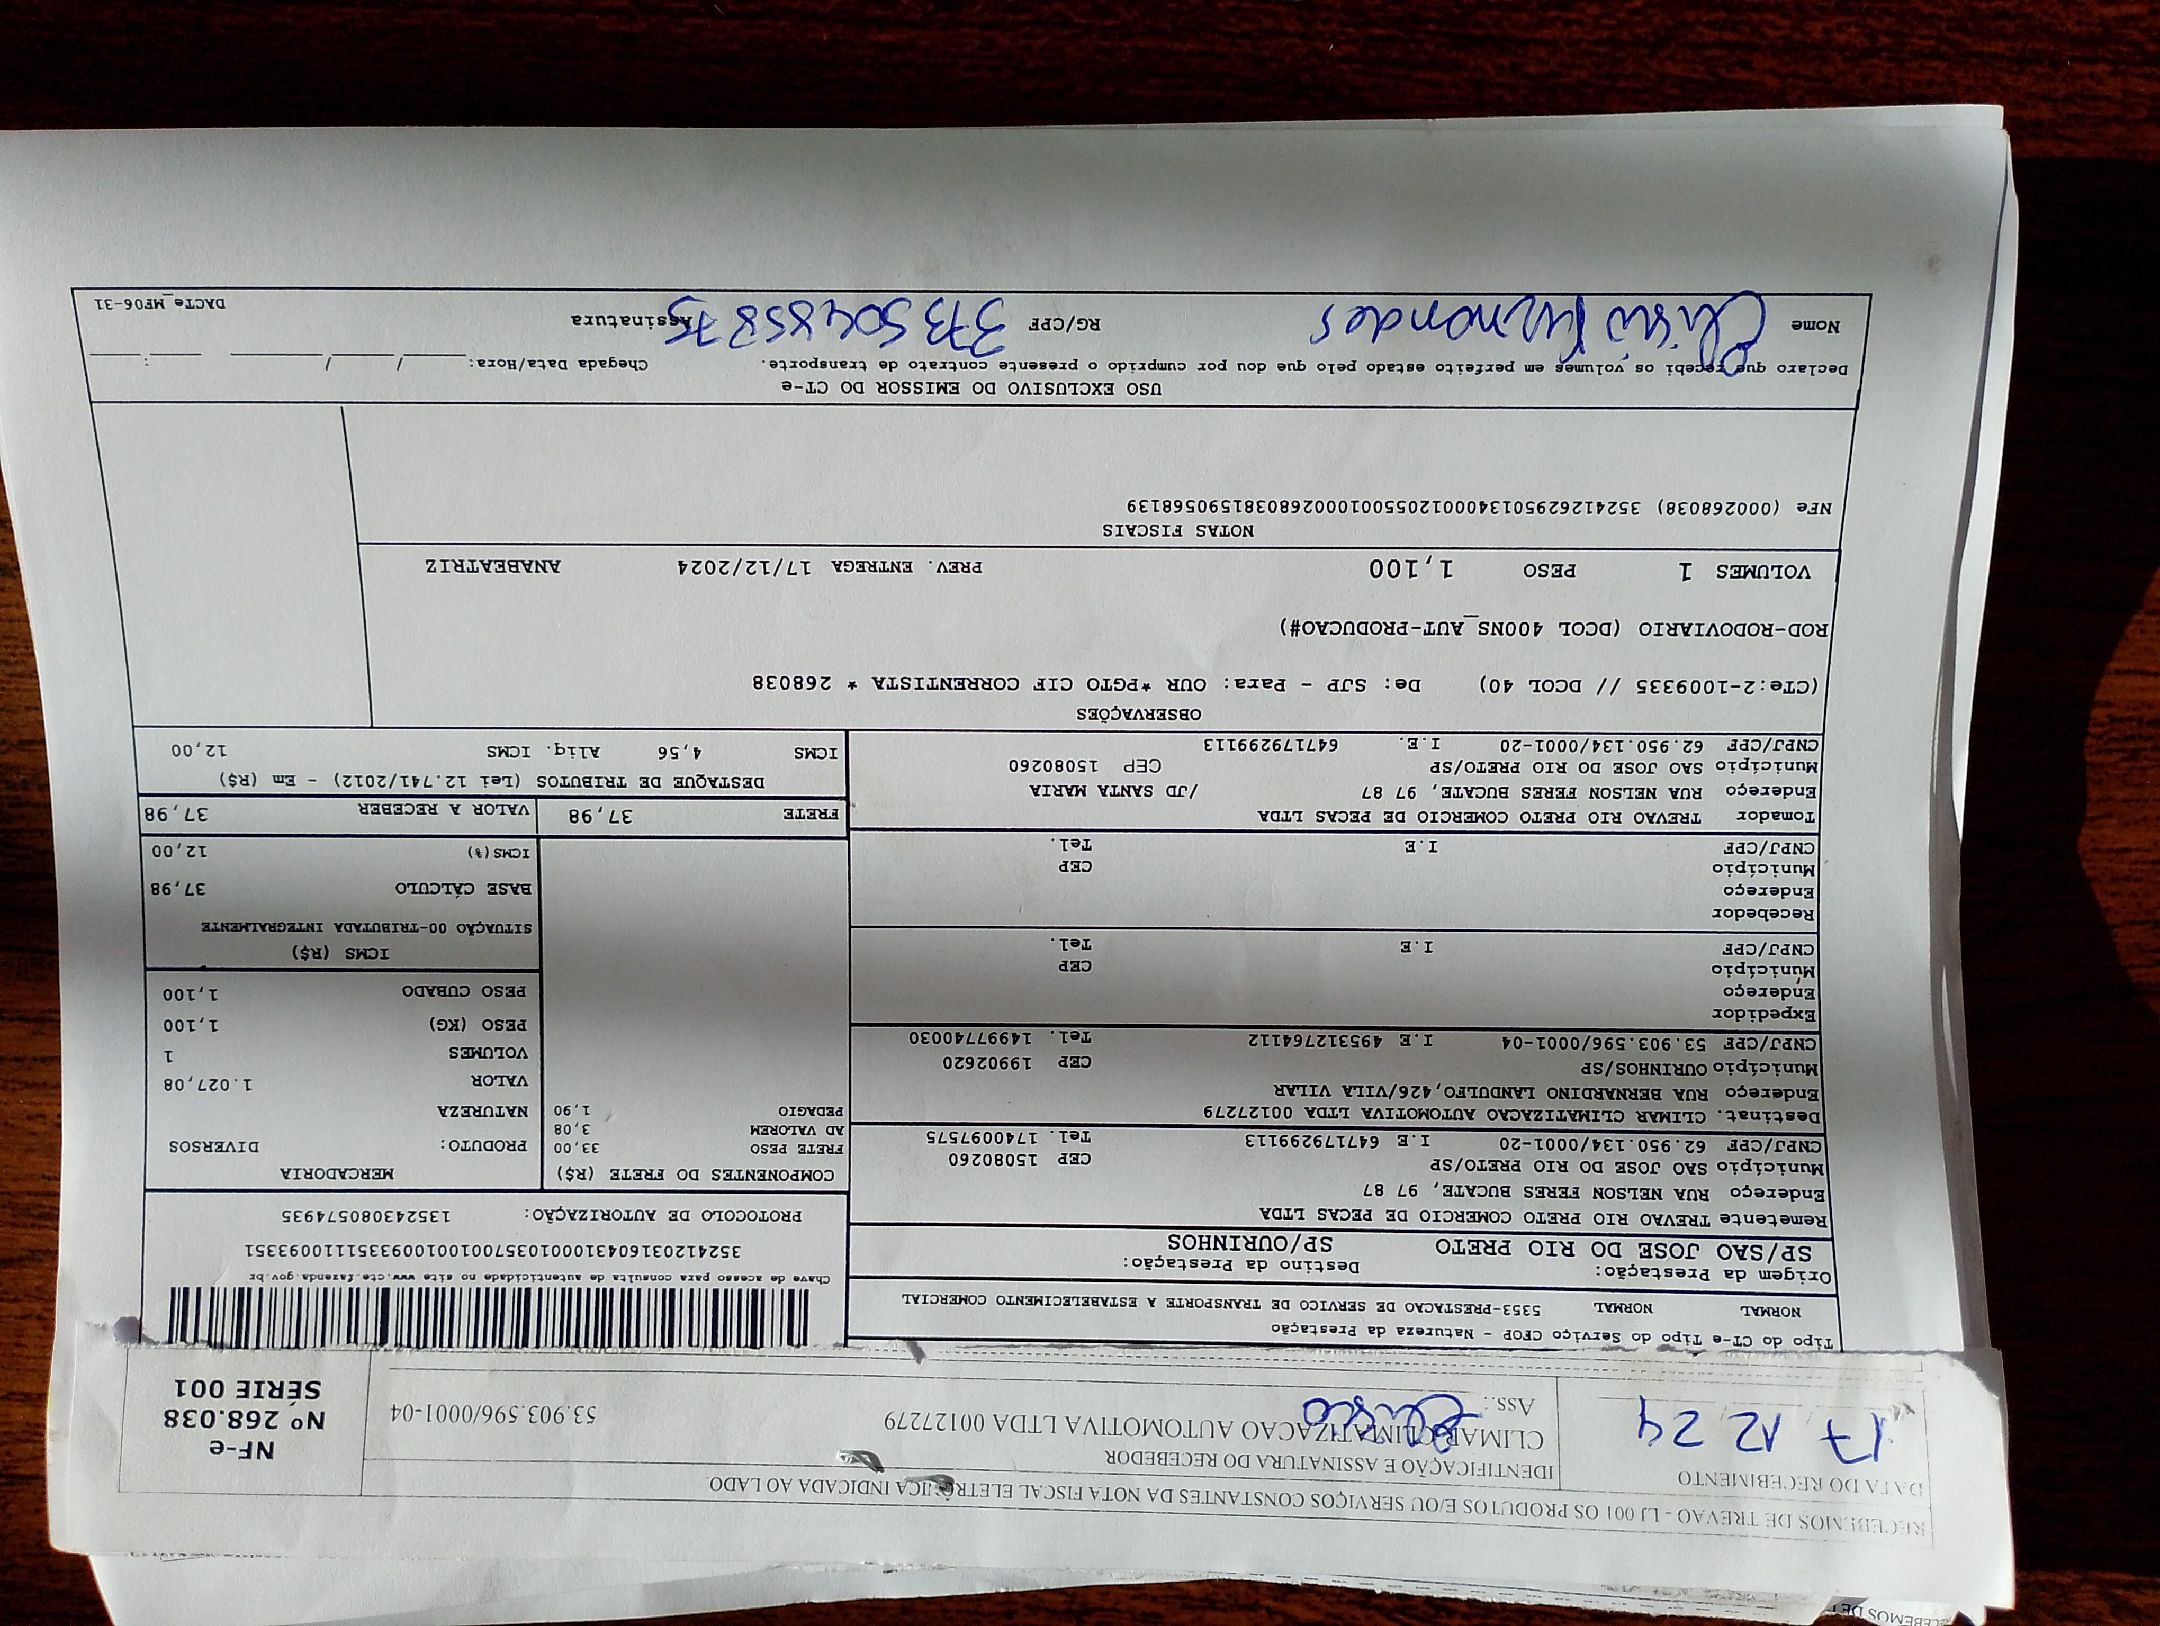 RECEBEMOS DE TREVAO - LJ 001 OS PRODUTOS E/OU SERVIÇOS CONSTANTES DA NOTA FISCAL ELETRÔNICA INDICADA AO LADO
DATA DO RECEBIMENTO
17 12 24
IDENTIFICAÇÃO E ASSINATURA DO RECEBEDOR
CLIMAR CLIMATIZACAO AUTOMOTIVA LTDA 00127279
53.903.596/0001-04
Ass.:
NF-e
Nº 268.038
SÉRIE 001
Tipo do CT-e Tipo do Serviço CFOP - Natureza da Prestação
NORMAL NORMAL 5353-PRESTACAO DE SERVICO DE TRANSPORTE A ESTABELECIMENTO COMERCIAL
Origem da Prestação: Destino da Prestação:
SP/SAO JOSE DO RIO PRETO SP/OURINHOS
Chave de acesso para consulta de autenticidade no site www.cte.fazenda.gov.br
35241203160431000103570010010093351110093351
PROTOCOLO DE AUTORIZAÇÃO: 135243080574935
Remetente TREVAO RIO PRETO COMERCIO DE PECAS LTDA
Endereço RUA NELSON FERES BUCATE, 97 87
Município SAO JOSE DO RIO PRETO/SP CEP 15080260
CNPJ/CPF 62.950.134/0001-20 I.E 647179299113 Tel. 1740097575
Destinat. CLIMAR CLIMATIZACAO AUTOMOTIVA LTDA 00127279
Endereço RUA BERNARDINO LANDULFO,426/VILA VILAR
Município OURINHOS/SP CEP 19902620
CNPJ/CPF 53.903.596/0001-04 I.E 495312764112 Tel. 14997740030
Expedidor
Endereço
Município CEP
CNPJ/CPF I.E Tel.
Recebedor
Endereço
Município CEP
CNPJ/CPF I.E Tel.
Tomador TREVAO RIO PRETO COMERCIO DE PECAS LTDA
Endereço RUA NELSON FERES BUCATE, 97 87 /JD SANTA MARIA
Município SAO JOSE DO RIO PRETO/SP CEP 15080260
CNPJ/CPF 62.950.134/0001-20 I.E. 647179299113
COMPONENTES DO FRETE (R$)
FRETE PESO 33,00
AD VALOREM 3,08
PEDAGIO 1,90
MERCADORIA
PRODUTO: DIVERSOS
NATUREZA
VALOR 1.027,08
VOLUMES 1
PESO (KG) 1,100
PESO CUBADO 1,100
ICMS (R$)
SITUAÇÃO 00-TRIBUTADA INTEGRALMENTE
BASE CÁLCULO 37,98
ICMS(%) 12,00
FRETE 37,98 VALOR A RECEBER 37,98
DESTAQUE DE TRIBUTOS (Lei 12.741/2012) - Em (R$)
ICMS 4,56 Aliq. ICMS 12,00
OBSERVAÇÕES
(CTe:2-1009335 // DCOL 40) De: SJP - Para: OUR *PGTO CIF CORRENTISTA * 268038
ROD-RODOVIARIO (DCOL 400NS_AUT-PRODUCAO#)
VOLUMES 1 PESO 1,100 PREV. ENTREGA 17/12/2024 ANABEATRIZ
NOTAS FISCAIS
NFe (000268038) 35241262950134000120550010002680381590568139
USO EXCLUSIVO DO EMISSOR DO CT-e
Declaro que recebi os volumes em perfeito estado pelo que dou por cumprido o presente contrato de transporte. Chegada Data/Hora: ____/____/____ ____:____
Nome RG/CPF 373504858 75 Assinatura
DACTe_MF06-31